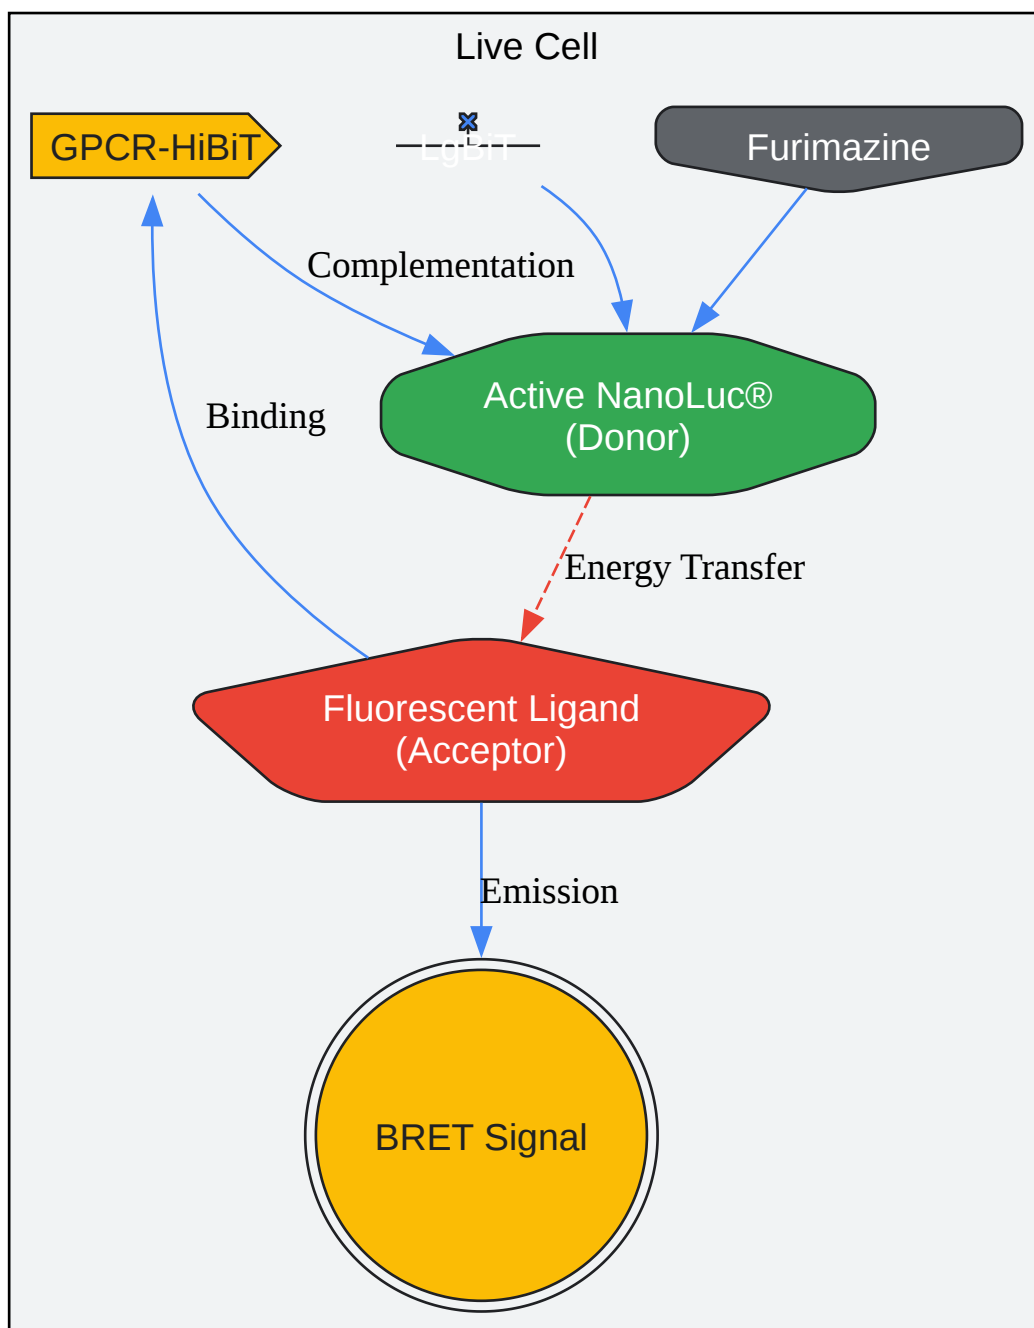 Live Cell
GPCR-HiBiT
LgBiT
Furimazine
Complementation
Binding
Active NanoLuc®
(Donor)
Energy Transfer
Fluorescent Ligand
(Acceptor)
Emission
BRET Signal